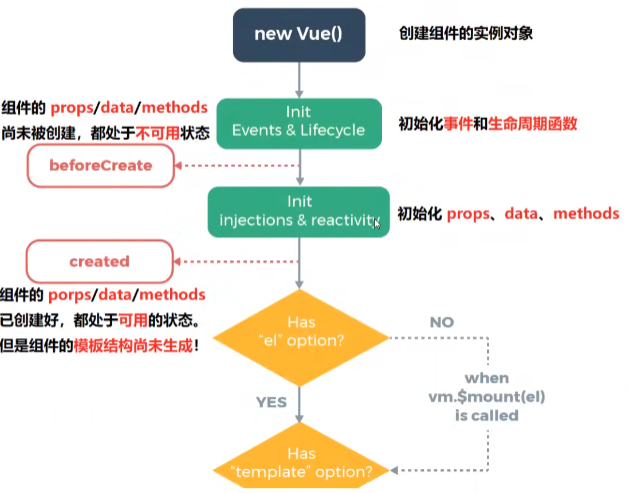 new Vue()
创建组件的实例对象
组件的 props/data/methods
尚未被创建，都处于不可用状态
Init
Events & Lifecycle
初始化事件和生命周期函数
beforeCreate
Init
injections & reactivity
初始化 props、data、methods
created
组件的 porps/data/methods
已创建好，都处于可用的状态。
但是组件的模板结构尚未生成！
Has
"el" option?
NO
when
vm.$mount(el)
is called
YES
Has
"template" option?